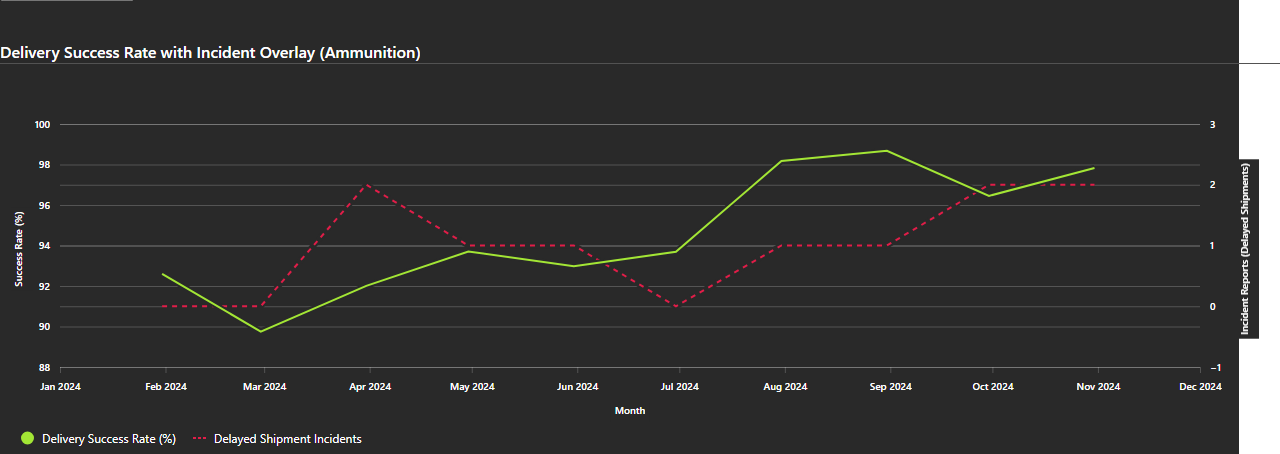 Delivery Success Rate with Incident Overlay (Ammunition)
100
98
96
94
92
90
88
Success Rate (%)
3
2
1
0
−1
Incident Reports (Delayed Shipments)
Jan 2024 Feb 2024 Mar 2024 Apr 2024 May 2024 Jun 2024 Jul 2024 Aug 2024 Sep 2024 Oct 2024 Nov 2024 Dec 2024
Month
Delivery Success Rate (%) Delayed Shipment Incidents